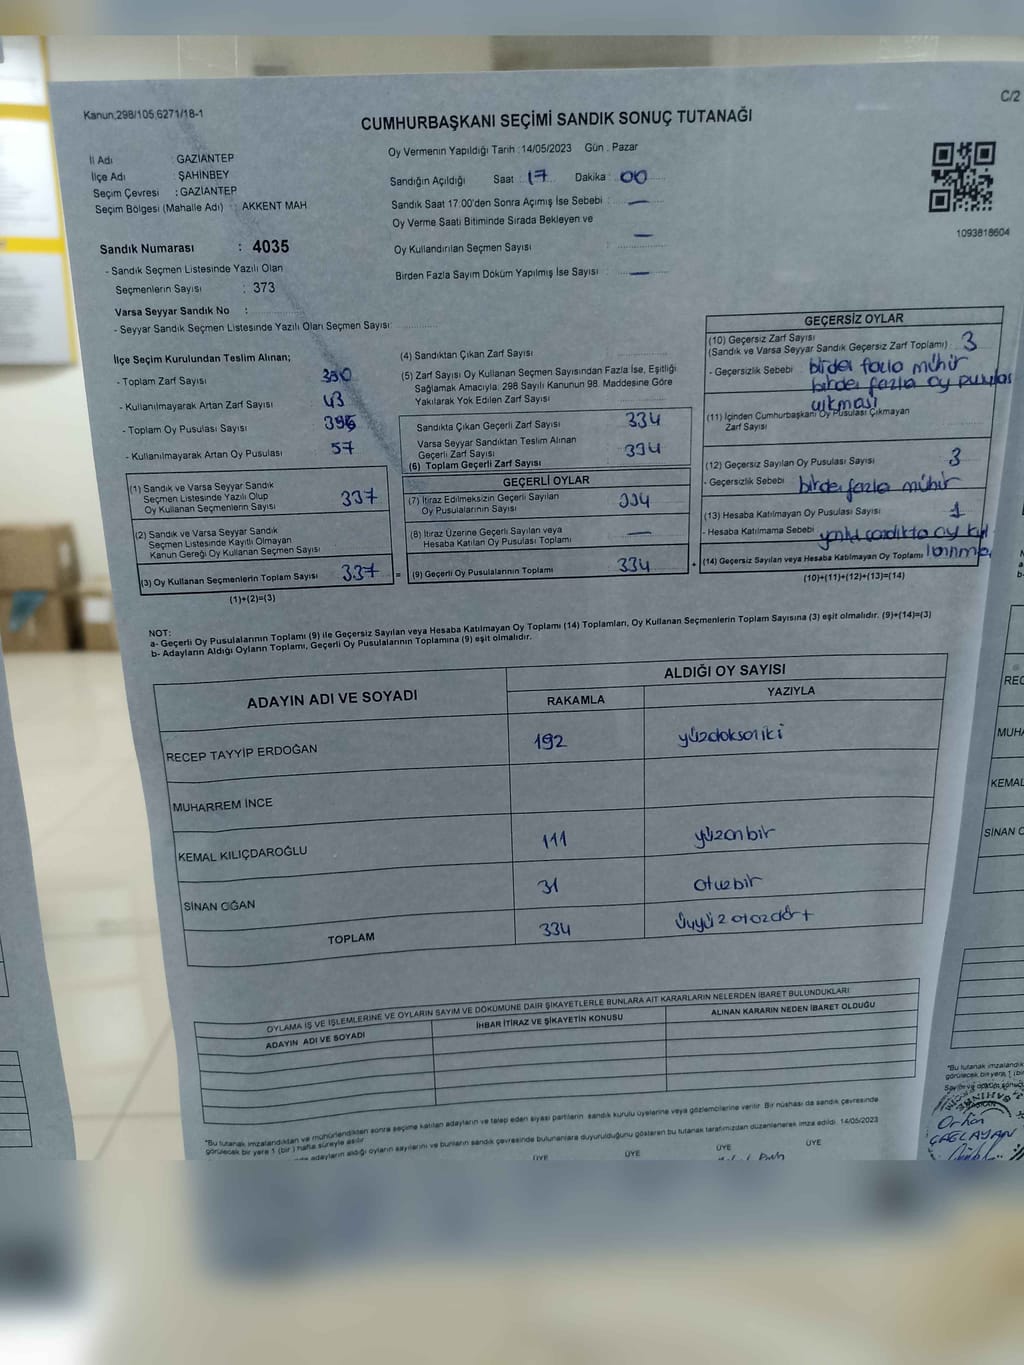 Kanun;298/105,6271/18-1
C/2
CUMHURBAŞKANI SEÇİMİ SANDIK SONUÇ TUTANAĞI
Oy Vermenin Yapıldığı Tarih :14/05/2023 Gün : Pazar
İl Adı : GAZİANTEP
İlçe Adı : ŞAHİNBEY
Seçim Çevresi : GAZİANTEP
Seçim Bölgesi (Mahalle Adı) : AKKENT MAH
Sandığın Açıldığı Saat : 17 Dakika : 00
Sandık Saat 17:00'den Sonra Açımış İse Sebebi : —
Oy Verme Saati Bitiminde Sırada Bekleyen ve
Oy Kullandırılan Seçmen Sayısı : —
Birden Fazla Sayım Döküm Yapılmış İse Sayısı : —
1093818604
Sandık Numarası : 4035
- Sandık Seçmen Listesinde Yazılı Olan
Seçmenlerin Sayısı : 373
Varsa Seyyar Sandık No :
- Seyyar Sandık Seçmen Listesinde Yazılı Olan Seçmen Sayısı:
İlçe Seçim Kurulundan Teslim Alınan;
- Toplam Zarf Sayısı
- Kullanılmayarak Artan Zarf Sayısı : 43
- Toplam Oy Pusulası Sayısı
- Kullanılmayarak Artan Oy Pusulası : 57
(1) Sandık ve Varsa Seyyar Sandık
Seçmen Listesinde Yazılı Olup
Oy Kullanan Seçmenlerin Sayısı : 337
(2) Sandık ve Varsa Seyyar Sandık
Seçmen Listesinde Kayıtlı Olmayan
Kanun Gereği Oy Kullanan Seçmen Sayısı :
(3) Oy Kullanan Seçmenlerin Toplam Sayısı : 337
(1)+(2)=(3)
(4) Sandıktan Çıkan Zarf Sayısı :
(5) Zarf Sayısı Oy Kullanan Seçmen Sayısından Fazla İse, Eşitliği
Sağlamak Amacıyla; 298 Sayılı Kanunun 98. Maddesine Göre
Yakılarak Yok Edilen Zarf Sayısı :
Sandıkta Çıkan Geçerli Zarf Sayısı : 334
Varsa Seyyar Sandıktan Teslim Alınan
Geçerli Zarf Sayısı
(6) Toplam Geçerli Zarf Sayısı : 334
GEÇERLİ OYLAR
(7) İtiraz Edilmeksizin Geçerli Sayılan
Oy Pusulalarının Sayısı : 334
(8) İtiraz Üzerine Geçerli Sayılan veya
Hesaba Katılan Oy Pusulası Toplamı : —
= (9) Geçerli Oy Pusulalarının Toplamı : 334 +
GEÇERSİZ OYLAR
(10) Geçersiz Zarf Sayısı
(Sandık ve Varsa Seyyar Sandık Geçersiz Zarf Toplamı) : 3
- Geçersizlik Sebebi : birden fazla mühür
birden fazla oy pusulası
çıkması
(11) İçinden Cumhurbaşkanı Oy Pusulası Çıkmayan
Zarf Sayısı
(12) Geçersiz Sayılan Oy Pusulası Sayısı : 3
- Geçersizlik Sebebi : birden fazla mühür
(13) Hesaba Katılmayan Oy Pusulası Sayısı : 1
- Hesaba Katılmama Sebebi : yanlış sandıkta oy kul
(14) Geçersiz Sayılan veya Hesaba Katılmayan Oy Toplamı
(10)+(11)+(12)+(13)=(14)
NOT:
a- Geçerli Oy Pusulalarının Toplamı (9) ile Geçersiz Sayılan veya Hesaba Katılmayan Oy Toplamı (14) Toplamları, Oy Kullanan Seçmenlerin Toplam Sayısına (3) eşit olmalıdır. (9)+(14)=(3)
b- Adayların Aldığı Oyların Toplamı, Geçerli Oy Pusulalarının Toplamına (9) eşit olmalıdır.
ADAYIN ADI VE SOYADI
ALDIĞI OY SAYISI
RAKAMLA YAZIYLA
RECEP TAYYİP ERDOĞAN 192 yüzdoksaniki
MUHARREM İNCE
KEMAL KILIÇDAROĞLU 111 yüzonbir
SİNAN OĞAN 31 otuzbir
TOPLAM 334 üçyüz otozdört
OYLAMA İŞ VE İŞLEMLERİNE VE OYLARIN SAYIM VE DÖKÜMÜNE DAİR ŞİKAYETLERLE BUNLARA AİT KARARLARIN NELERDEN İBARET BULUNDUKLARI
ADAYIN ADI VE SOYADI İHBAR İTİRAZ VE ŞİKAYETİN KONUSU ALINAN KARARIN NEDEN İBARET OLDUĞU
"Bu tutanak imzalandıktan ve mühürlendikten sonra seçime katılan adayların ve talep eden siyasi partilerin sandık kurulu üyelerine veya gözlemcilerine verilir. Bir nüshası da sandık çevresinde
görülecek bir yere 1 (bir) hafta süreyle asılır
adayların aldığı oyların sayılarını ve bunların sandık çevresinde bulunanlara duyurulduğunu gösteren bu tutanak tarafımızdan düzenlenerek imza edildi. 14/05/2023
ÜYE ÜYE ÜYE ÜYE
REC
MUHA
KEMAL
SİNAN O
"Bu tutanak imzalandık
görülecek bir yere 1 (bir
Orhan
ÇAĞLAYAN